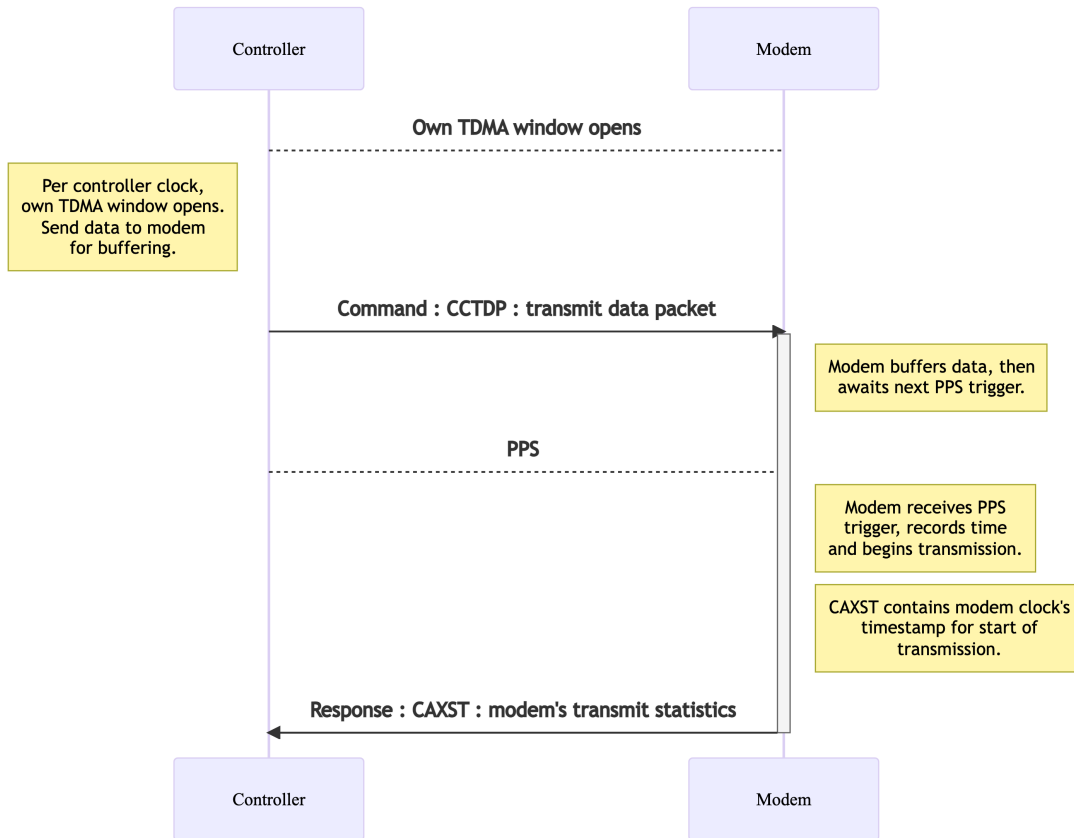 Controller
Modem
Own TDMA window opens
Per controller clock,
own TDMA window opens.
Send data to modem
for buffering.
Command : CCTDP : transmit data packet
Modem buffers data, then
awaits next PPS trigger.
PPS
Modem receives PPS
trigger, records time
and begins transmission.
CAXST contains modem clock's
timestamp for start of
transmission.
Response : CAXST : modem's transmit statistics
Controller
Modem